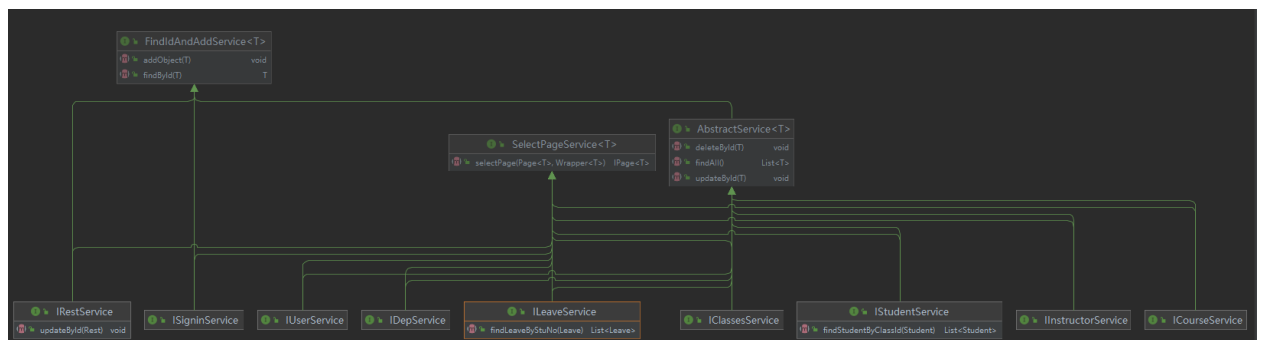 FindIdAndAddService<T>
addObject(T) void
findById(T) T
SelectPageService<T>
selectPage(Page<T>, Wrapper<T>) IPage<T>
AbstractService<T>
deleteById(T) void
findAll() List<T>
updateById(T) void
IRestService
updateById(Rest) void
ISigninService
IUserService
IDepService
ILeaveService
findLeaveByStuNo(Leave) List<Leave>
IClassesService
IStudentService
findStudentByClassId(Student) List<Student>
IInstructorService
ICourseService